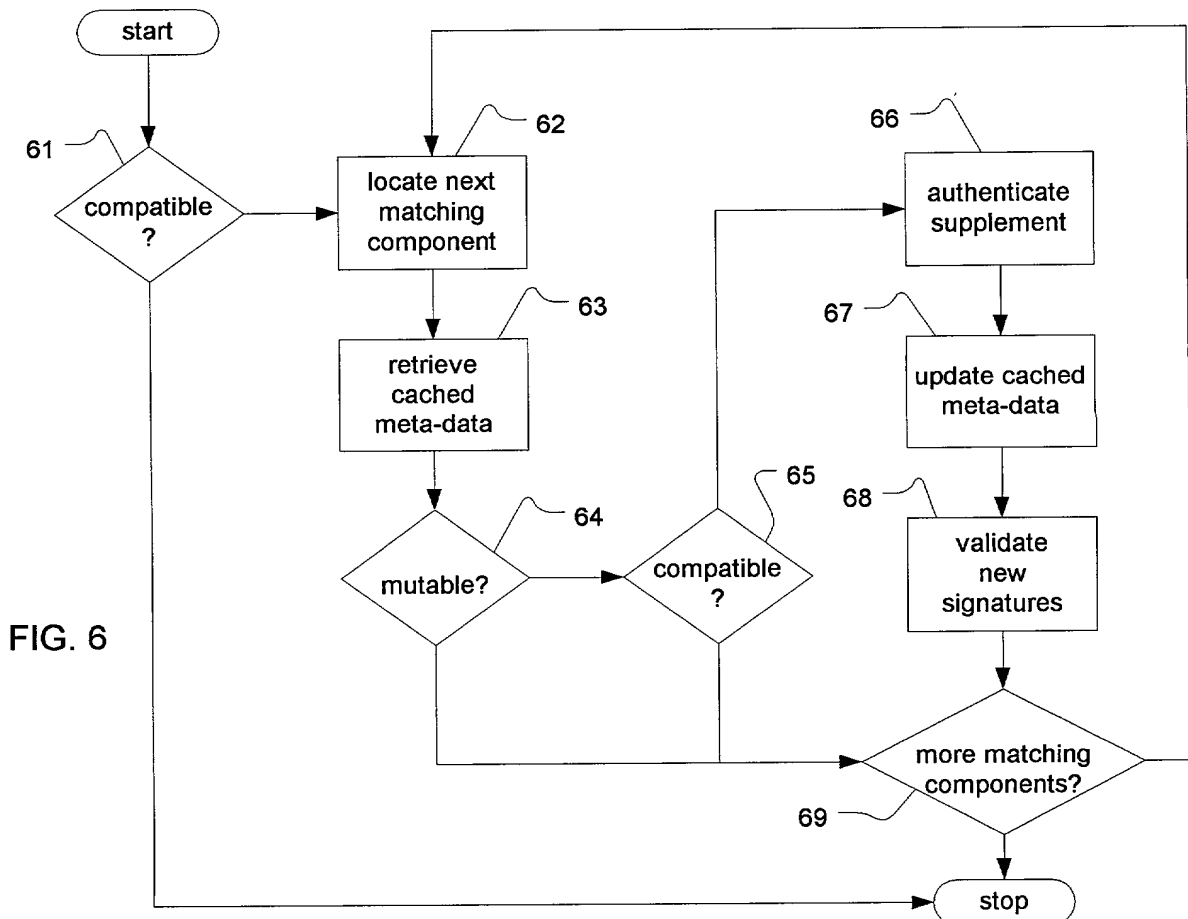 start
61
compatible
?
62
locate next
matching
component
63
retrieve
cached
meta-data
64
mutable?
65
compatible
?
66
authenticate
supplement
67
update cached
meta-data
68
validate
new
signatures
FIG. 6
more matching
components?
69
stop